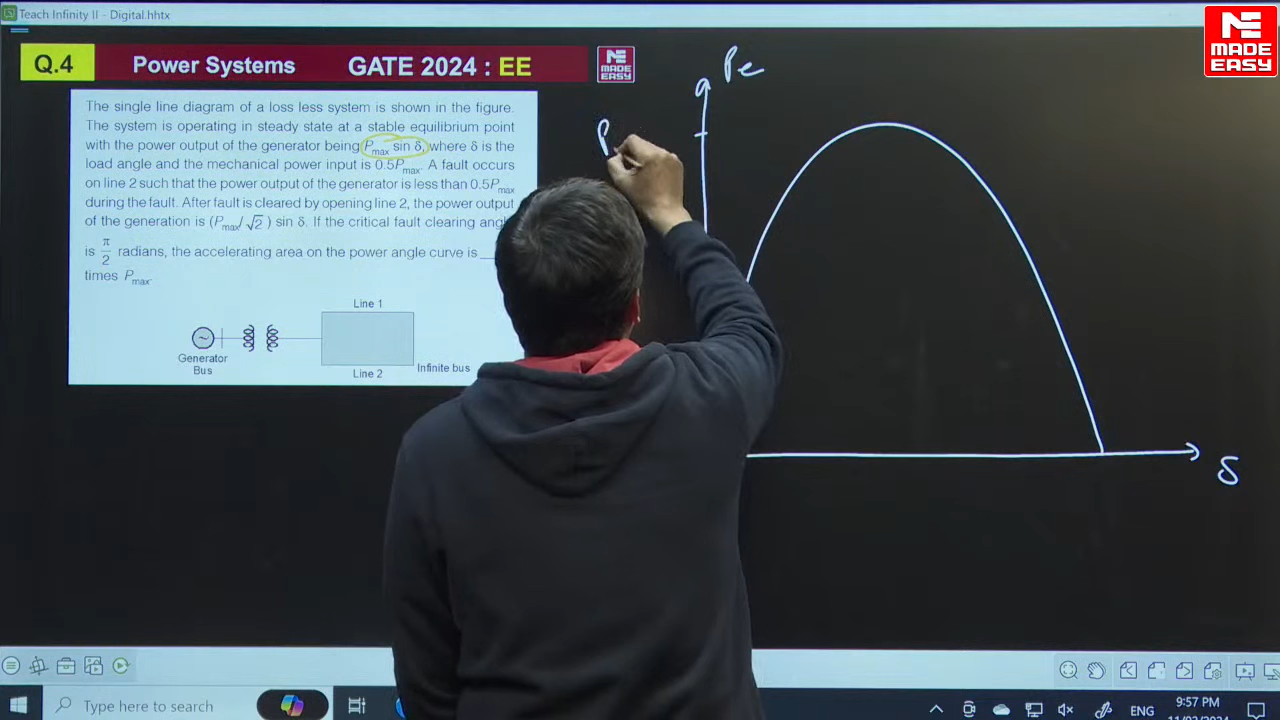 Teach Infinity II - Digital.hhtx
Q.4 Power Systems GATE 2024 : EE
MADE EASY
MADE EASY
The single line diagram of a loss less system is shown in the figure.
The system is operating in steady state at a stable equilibrium point
with the power output of the generator being Pmax sin δ, where δ is the
load angle and the mechanical power input is 0.5Pmax. A fault occurs
on line 2 such that the power output of the generator is less than 0.5Pmax
during the fault. After fault is cleared by opening line 2, the power output
of the generation is (Pmax/√2) sin δ. If the critical fault clearing
is π/2 radians, the accelerating area on the power angle curve is __
times Pmax.
Line 1
Generator
Bus
Line 2
Infinite bus
Pe
P
δ
Type here to search
ENG
9:57 PM